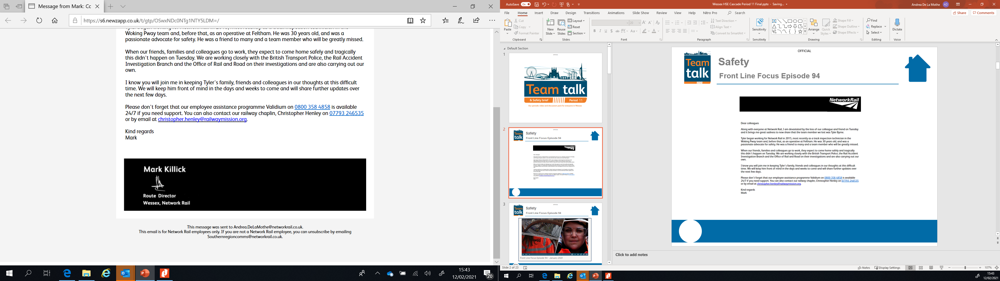 Message from Mark: Cc
https://s6.newzapp.co.uk/t/gtp/OSwxNDc0NTg1NTY5LDM=/
Woking Pway team and, before that, as an operative at Feltham. He was 30 years old, and was a
passionate advocate for safety. He was a friend to many and a team member who will be greatly missed.
When our friends, families and colleagues go to work, they expect to come home safely and tragically
this didn't happen on Tuesday. We are working closely with the British Transport Police, the Rail Accident
Investigation Branch and the Office of Rail and Road on their investigations and are also carrying out our
own.
I know you will join me in keeping Tyler's family, friends and colleagues in our thoughts at this difficult
time. We will keep him front of mind in the days and weeks to come and will share further updates over
the next few days.
Please don't forget that our employee assistance programme Validium on 0800 358 4858 is available
24/7 if you need support. You can also contact our railway chaplin, Christopher Henley on 07793 246535
or by email at christopher.henley@railwaymission.org.
Kind regards
Mark
Mark Killick
Route Director
Wessex, Network Rail
This message was sent to Andrea.DeLaMothe@networkrail.co.uk.
This email is for Network Rail employees only. If you are not a Network Rail employee, you can unsubscribe by emailing
Southernregioncomms@networkrail.co.uk.
15:43
12/02/2021
20
AutoSave On
Wessex HSE Cascade Period 11 Final.pptx - Saving...
Andrea De La Mothe AD
File Home Insert Draw Design Transitions Animations Slide Show Review View Help Nitro Pro Search
Share Comments
Paste
Cut
Copy
Format Painter
Clipboard
New Slide
Reuse Slides
Layout
Reset
Section
Slides
20
B I U S ab AV Aa A
Font
Text Direction
Align Text
Convert to SmartArt
Paragraph
Sensitivity
Sensitivity
Arrange
Quick Styles
Shape Fill
Shape Outline
Shape Effects
Drawing
Find
Replace
Select
Editing
Dictate
Voice
Default Section
1
Team talk
& Safety brief Period 11
Our periodic video and discussion pack for everyone in Wessex
2
Team talk
Safety
Front Line Focus Episode 94
NetworkRail
3
Team talk
Safety
Front Line Focus Episode 94
Front Line Focus Episode 94 - January 2021
OFFICIAL
Team talk
Safety
Front Line Focus Episode 94
NetworkRail
Dear colleagues
Along with everyone at Network Rail, I am devastated by the loss of our colleague and friend on Tuesday
and it brings me great sadness to now share that the team member we lost was Tyler Byrne.
Tyler began working for Network Rail in 2015, most recently as a track inspection technician in the
Woking Pway team and, before that, as an operative at Feltham. He was 30 years old, and was a
passionate advocate for safety. He was a friend to many and a team member who will be greatly missed.
When our friends, families and colleagues go to work, they expect to come home safely and tragically
this didn't happen on Tuesday. We are working closely with the British Transport Police, the Rail Accident
Investigation Branch and the Office of Rail and Road on their investigations and are also carrying out our
own.
I know you will join me in keeping Tyler's family, friends and colleagues in our thoughts at this difficult
time. We will keep him front of mind in the days and weeks to come and will share further updates over
the next few days.
Please don't forget that our employee assistance programme Validium on 0800 358 4858 is available
24/7 if you need support. You can also contact our railway chaplin, Christopher Henley on 07793 246535
or by email at christopher.henley@railwaymission.org.
Kind regards
Mark
Click to add notes
Slide 2 of 23
Notes Display Settings 107%
15:43
12/02/2021